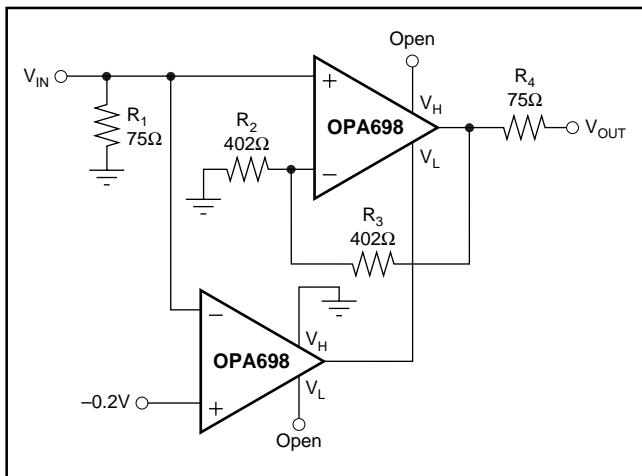 Open
V_IN
R_1
75Ω
R_2
402Ω
+
−
V_H
OPA698
V_L
R_4
75Ω
V_OUT
R_3
402Ω
−
+
V_H
OPA698
V_L
−0.2V
Open